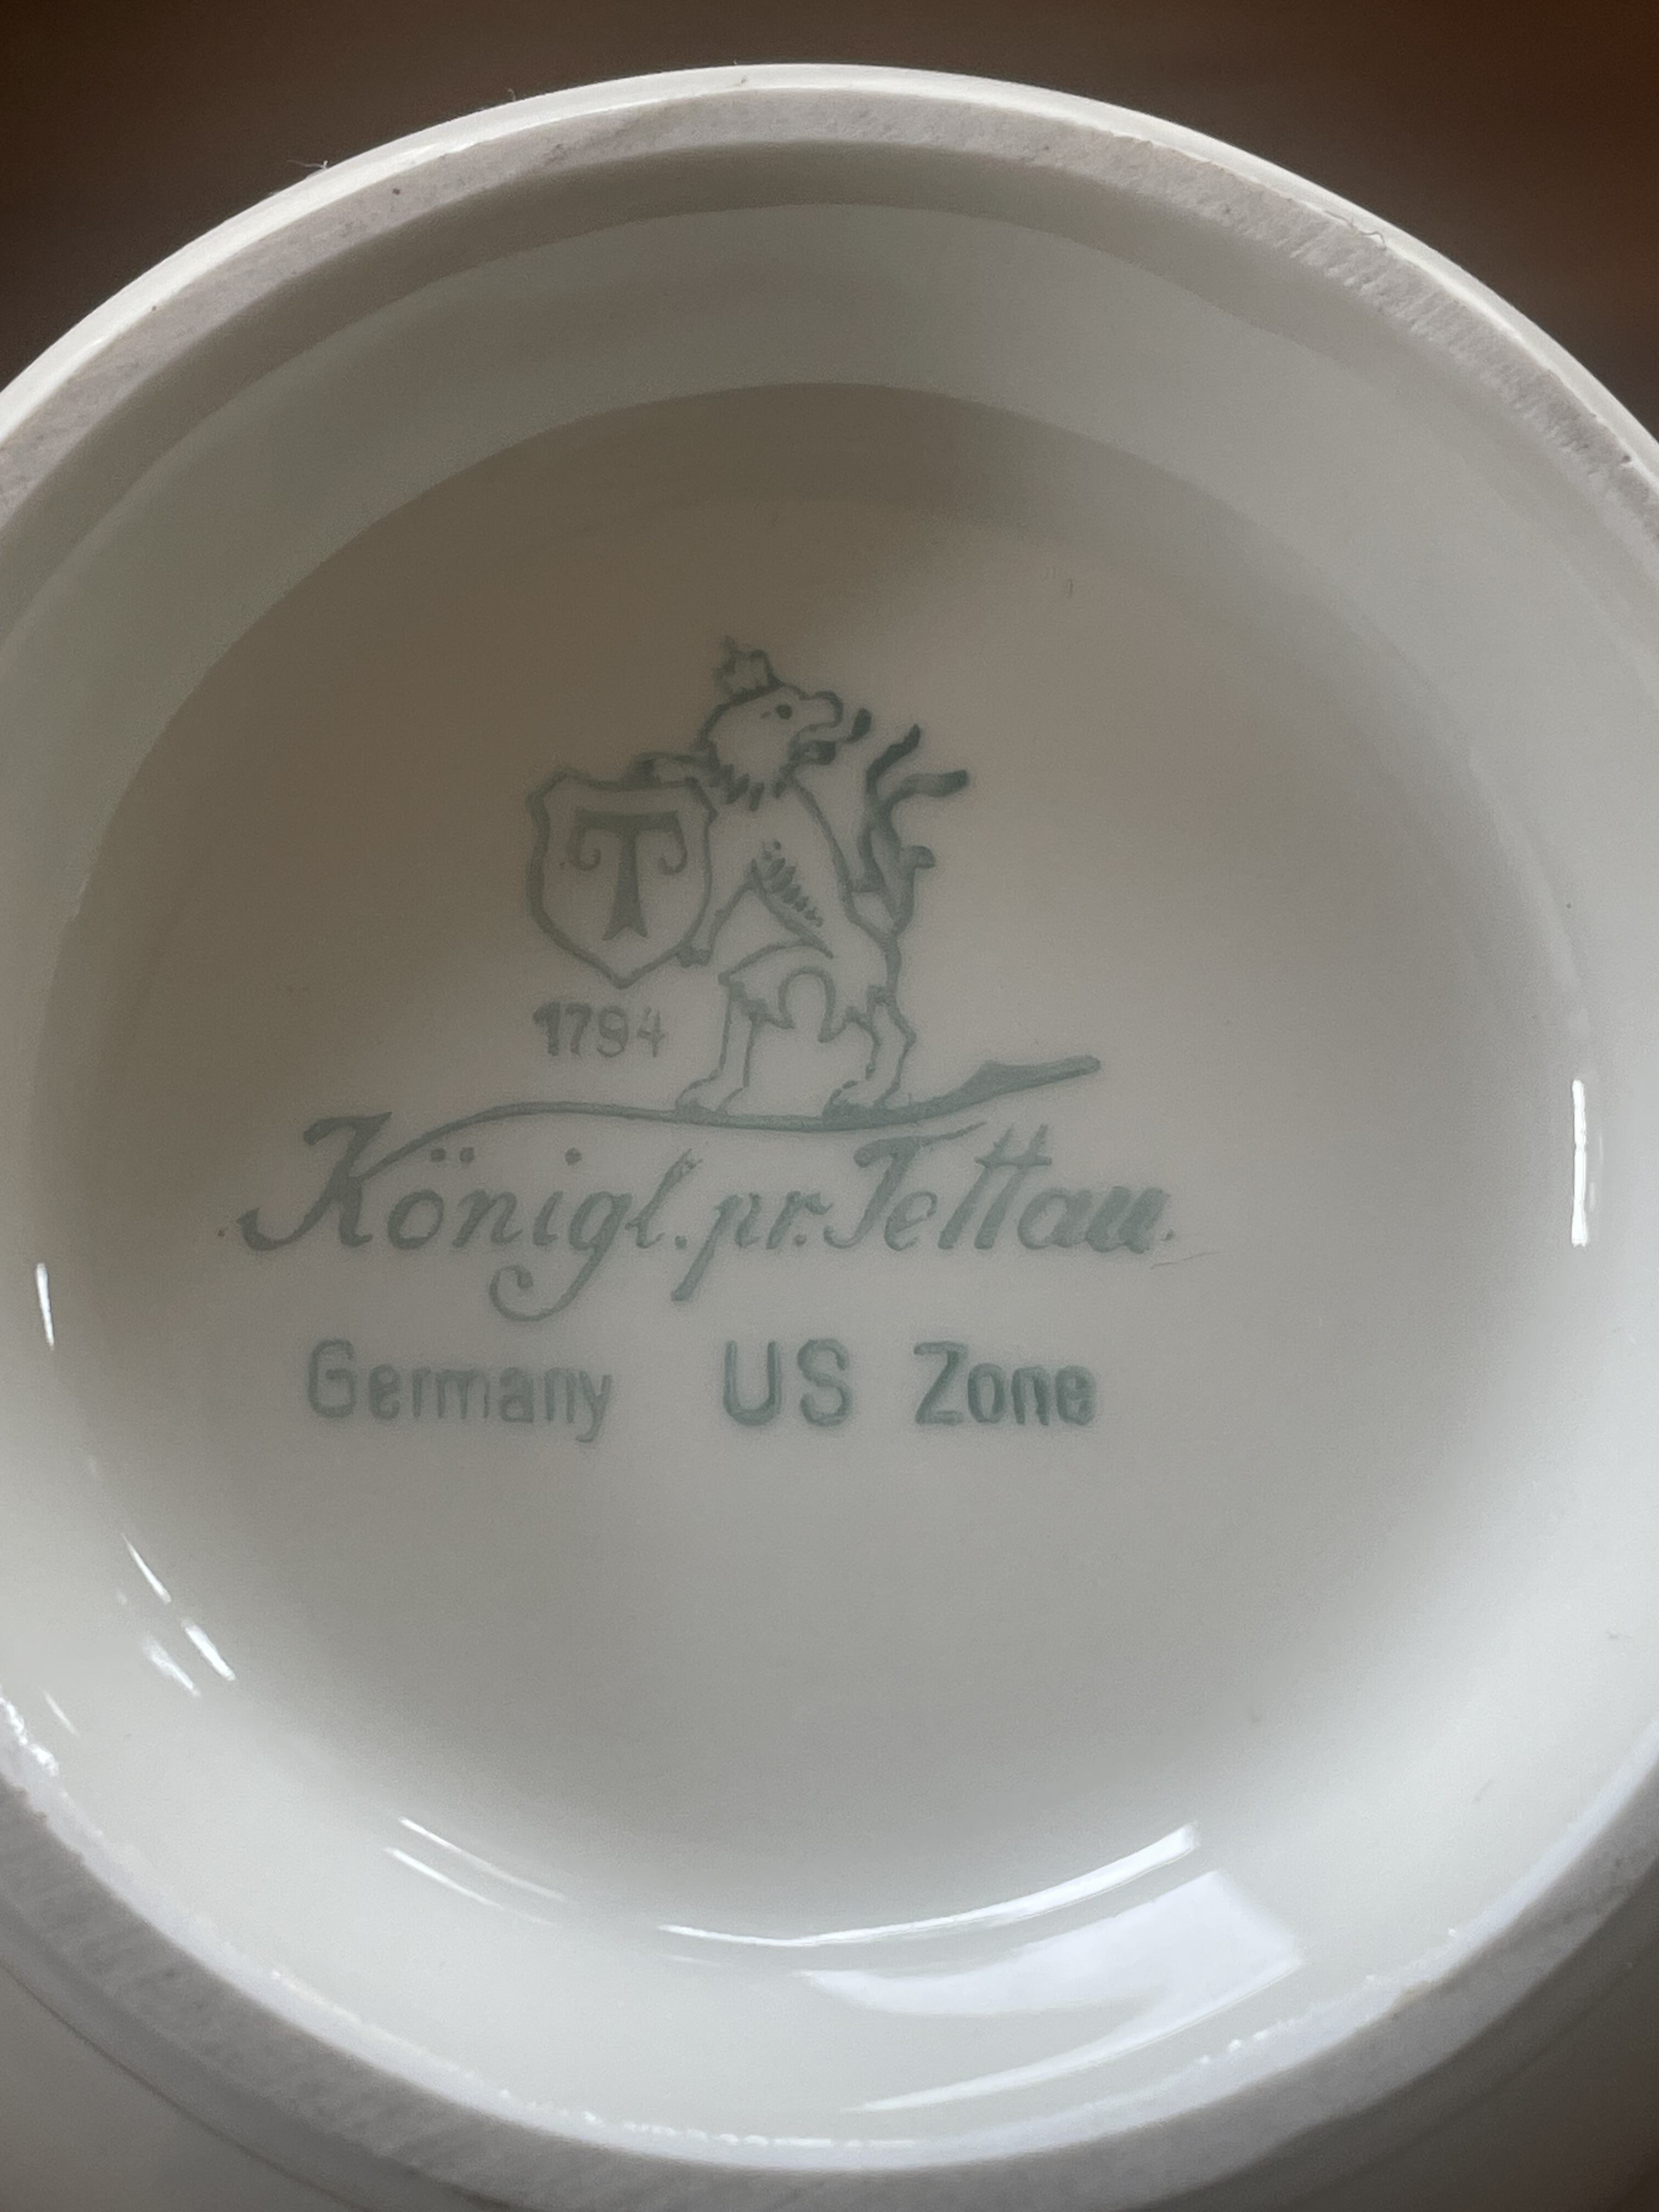 T
1794
Königl. pr. Tettau.
Germany US Zone